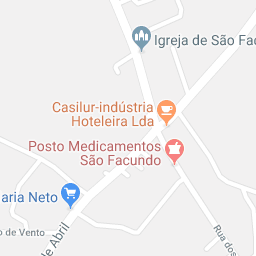 Igreja de São Fac
Casilur-indústria
Hoteleira Lda
Posto Medicamentos
São Facundo
aria Neto
o de Vento
de Abril
Rua dos